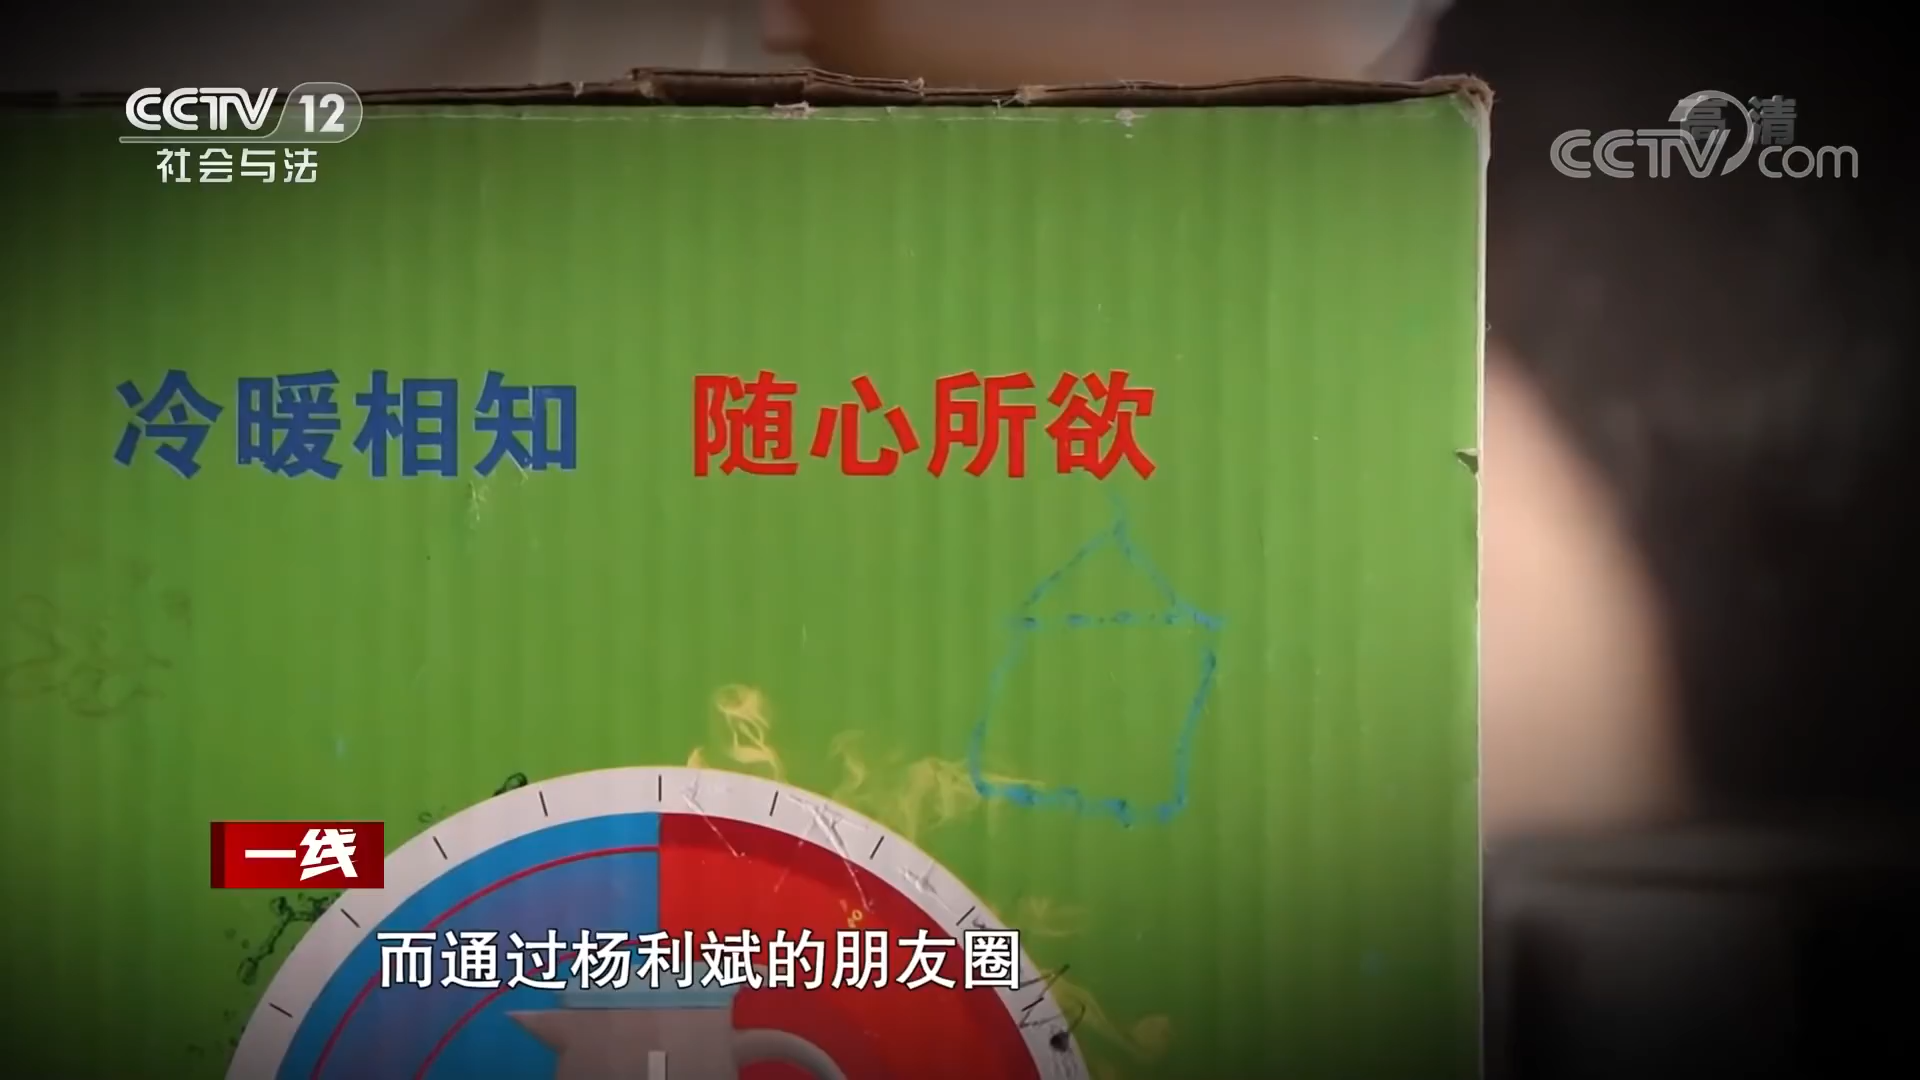 CCTV 12
社会与法
高清
CCTV.com
冷暖相知 随心所欲
一线
而通过杨利斌的朋友圈